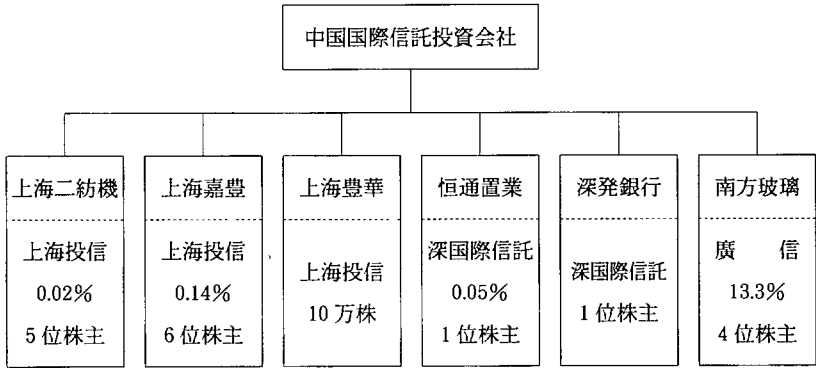 中国国際信託投資会社
上海二紡機
上海投信
0.02%
5位株主
上海嘉豊
上海投信
0.14%
6位株主
上海豊華
上海投信
10万株
恒通置業
深国際信託
0.05%
1位株主
深発銀行
深国際信託
1位株主
南方玻璃
廣信
13.3%
4位株主